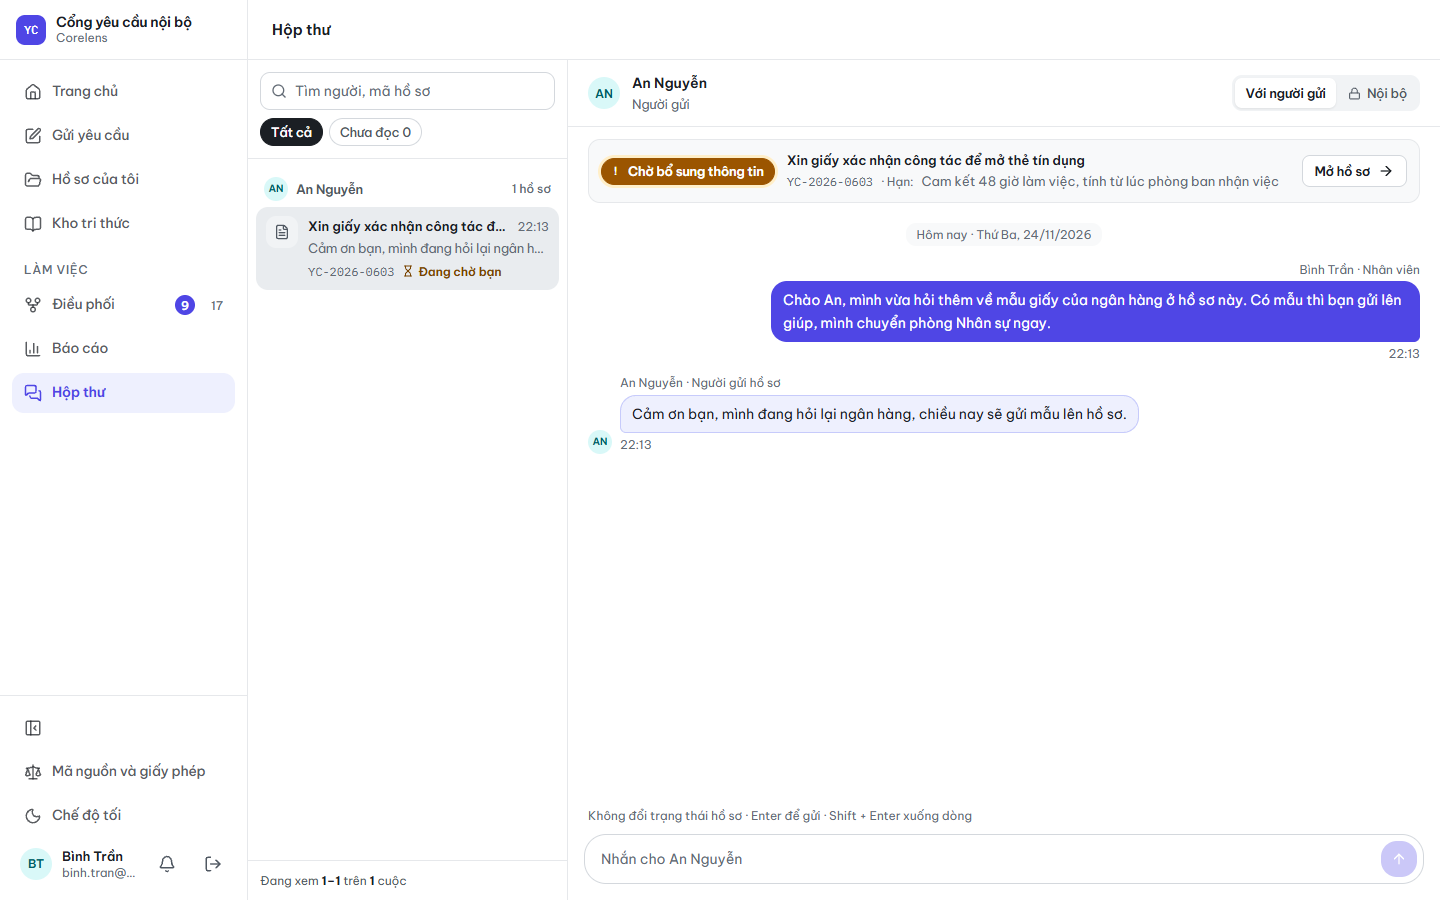 YC
Cổng yêu cầu nội bộ
Corelens
Trang chủ
Gửi yêu cầu
Hồ sơ của tôi
Kho tri thức
LÀM VIỆC
Điều phối 9 17
Báo cáo
Hộp thư
Mã nguồn và giấy phép
Chế độ tối
BT
Bình Trần
binh.tran@...
Hộp thư
Tìm người, mã hồ sơ
Tất cả
Chưa đọc 0
AN An Nguyễn 1 hồ sơ
Xin giấy xác nhận công tác đ... 22:13
Cảm ơn bạn, mình đang hỏi lại ngân h...
YC-2026-0603 Đang chờ bạn
Đang xem 1–1 trên 1 cuộc
AN
An Nguyễn
Người gửi
Với người gửi
Nội bộ
! Chờ bổ sung thông tin
Xin giấy xác nhận công tác để mở thẻ tín dụng
YC-2026-0603 · Hạn: Cam kết 48 giờ làm việc, tính từ lúc phòng ban nhận việc
Mở hồ sơ
Hôm nay · Thứ Ba, 24/11/2026
Bình Trần · Nhân viên
Chào An, mình vừa hỏi thêm về mẫu giấy của ngân hàng ở hồ sơ này. Có mẫu thì bạn gửi lên
giúp, mình chuyển phòng Nhân sự ngay.
22:13
An Nguyễn · Người gửi hồ sơ
Cảm ơn bạn, mình đang hỏi lại ngân hàng, chiều nay sẽ gửi mẫu lên hồ sơ.
AN
22:13
Không đổi trạng thái hồ sơ · Enter để gửi · Shift + Enter xuống dòng
Nhắn cho An Nguyễn